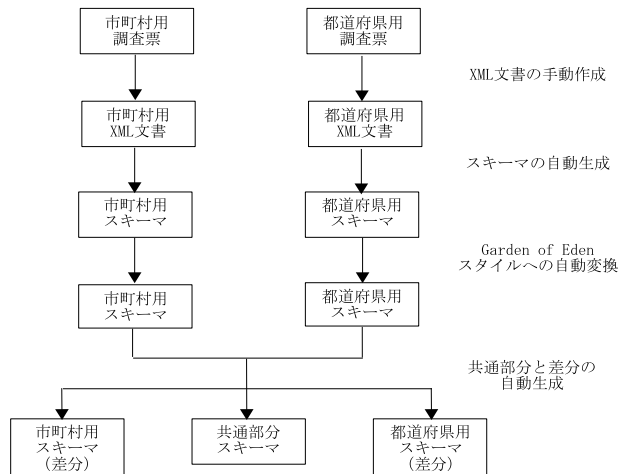 市町村用
調査票
都道府県用
調査票
XML文書の手動作成
市町村用
XML文書
都道府県用
XML文書
スキーマの自動生成
市町村用
スキーマ
都道府県用
スキーマ
Garden of Eden
スタイルへの自動変換
市町村用
スキーマ
都道府県用
スキーマ
共通部分と差分の
自動生成
市町村用
スキーマ
(差分)
共通部分
スキーマ
都道府県用
スキーマ
(差分)